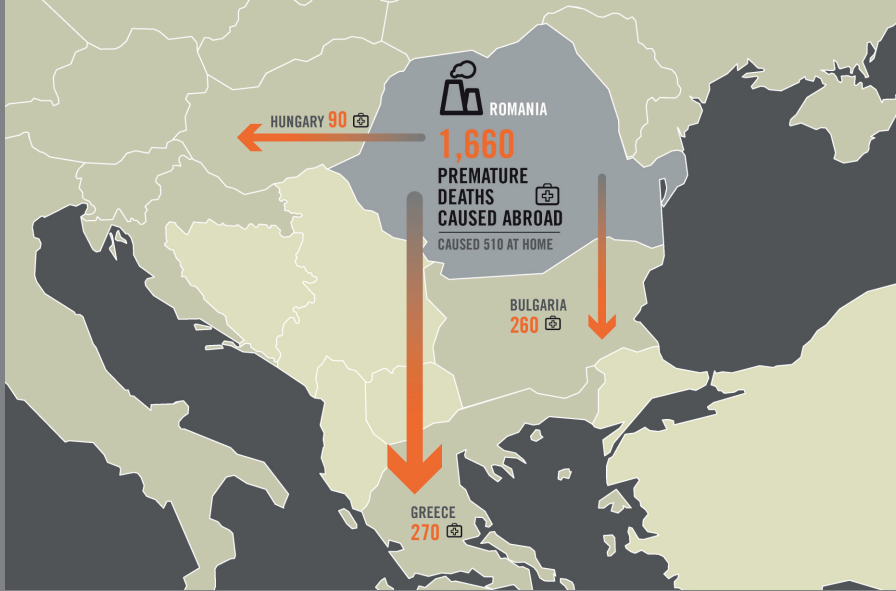 HUNGARY 90
ROMANIA
1,660
PREMATURE
DEATHS
CAUSED ABROAD
CAUSED 510 AT HOME
BULGARIA
260
GREECE
270